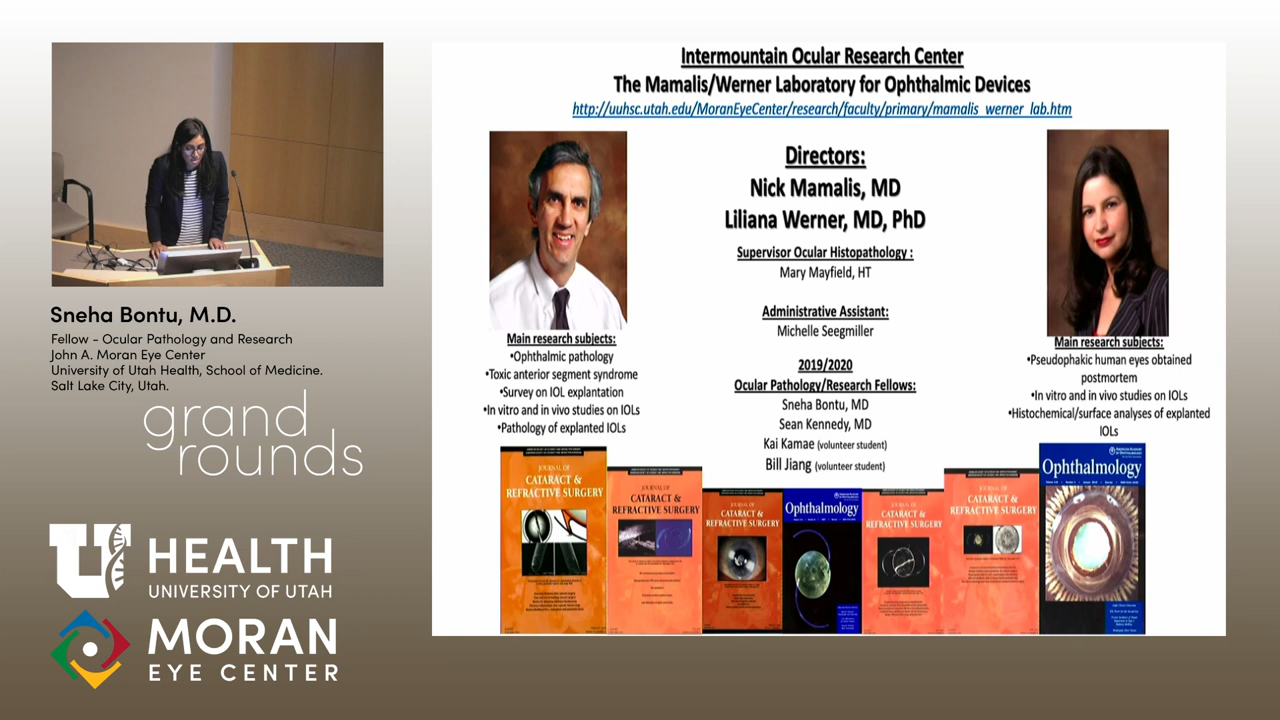 Sneha Bontu, M.D.
Fellow - Ocular Pathology and Research
John A. Moran Eye Center
University of Utah Health, School of Medicine.
Salt Lake City, Utah.
grand
rounds
U
HEALTH
UNIVERSITY OF UTAH
MORAN
EYE CENTER
Intermountain Ocular Research Center
The Mamalis/Werner Laboratory for Ophthalmic Devices
http://uuhsc.utah.edu/MoranEyeCenter/research/faculty/primary/mamalis_werner_lab.htm
Directors:
Nick Mamalis, MD
Liliana Werner, MD, PhD
Supervisor Ocular Histopathology :
Mary Mayfield, HT
Administrative Assistant:
Michelle Seegmiller
2019/2020
Ocular Pathology/Research Fellows:
Sneha Bontu, MD
Sean Kennedy, MD
Kai Kamae (volunteer student)
Bill Jiang (volunteer student)
Main research subjects:
•Ophthalmic pathology
•Toxic anterior segment syndrome
•Survey on IOL explantation
•In vitro and in vivo studies on IOLs
•Pathology of explanted IOLs
Main research subjects:
•Pseudophakic human eyes obtained
postmortem
•In vitro and in vivo studies on IOLs
•Histochemical/surface analyses of explanted
IOLs
JOURNAL OF
CATARACT &
REFRACTIVE SURGERY
JOURNAL OF
CATARACT &
REFRACTIVE SURGERY
JOURNAL OF
CATARACT &
REFRACTIVE SURGERY
Ophthalmology
JOURNAL OF
CATARACT &
REFRACTIVE SURGERY
JOURNAL OF
CATARACT &
REFRACTIVE SURGERY
Ophthalmology